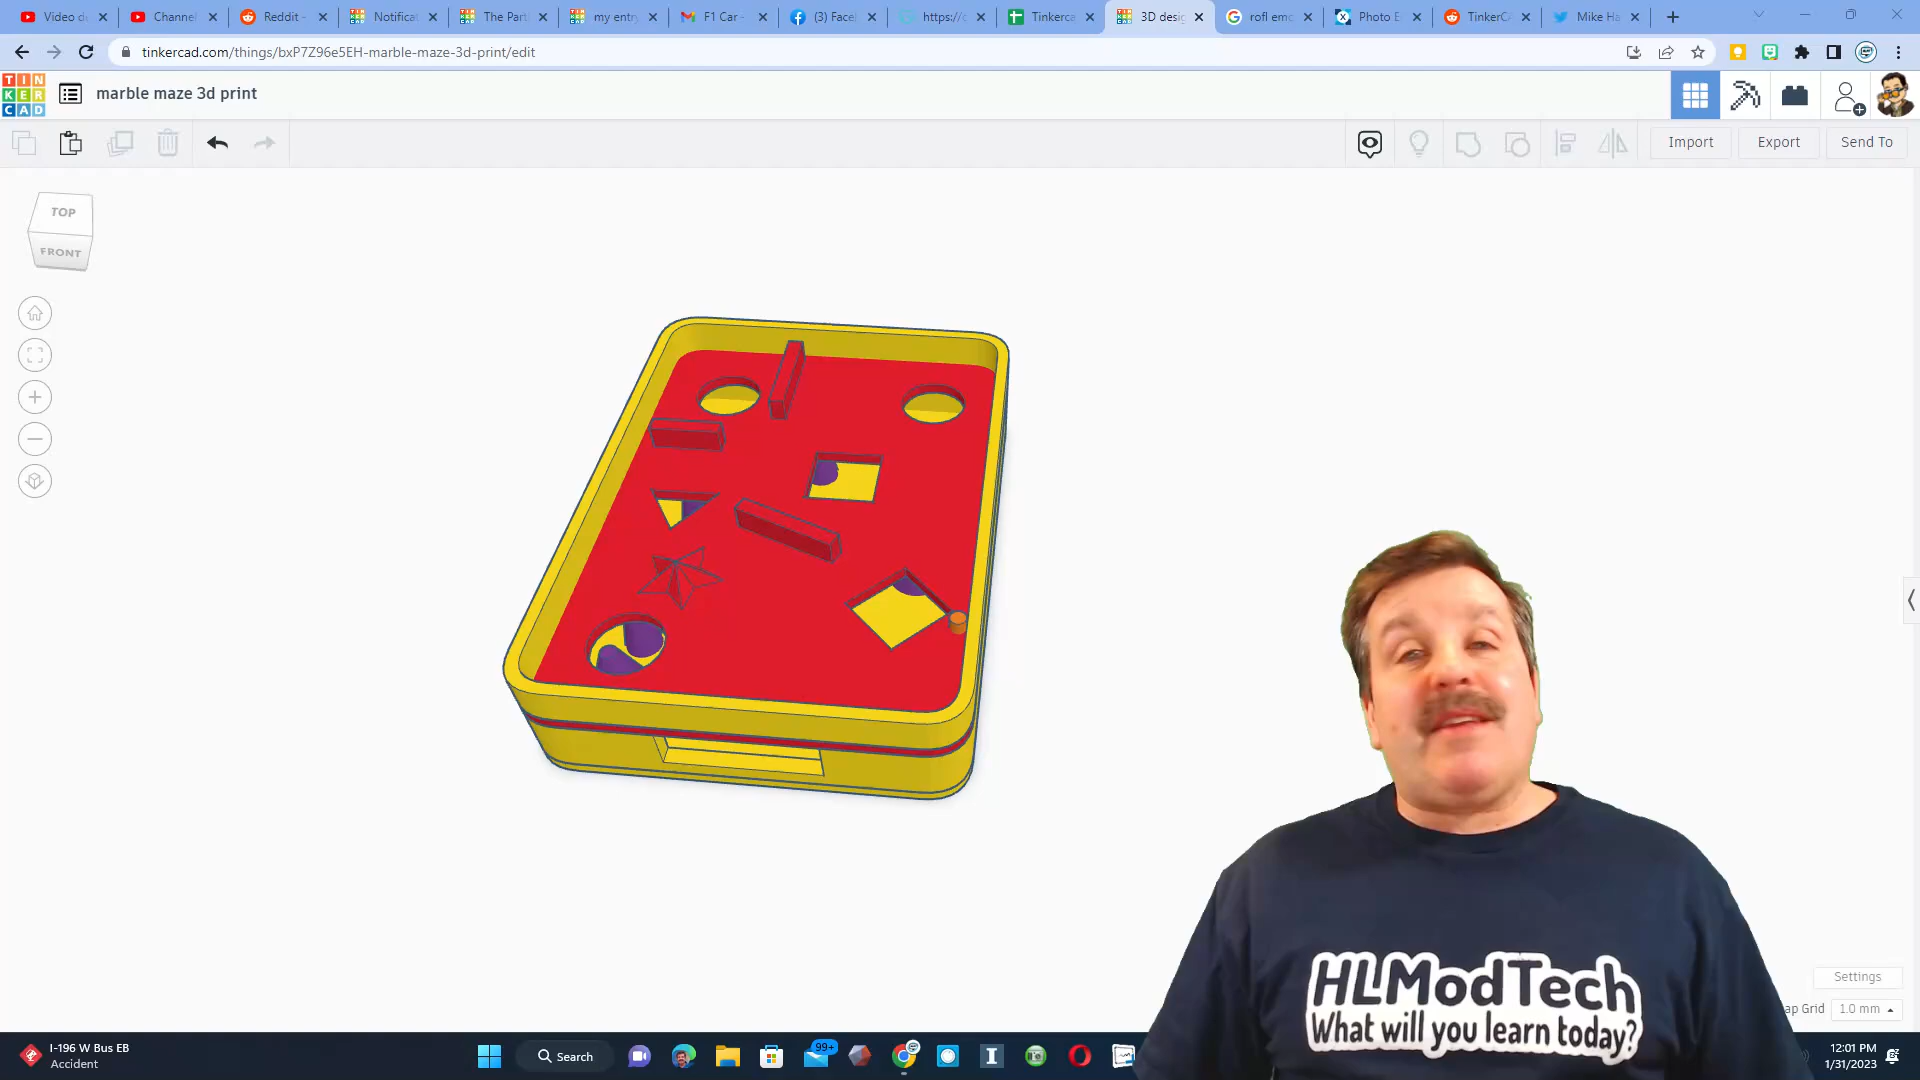 Video d
Channel
Reddit -
Notificat
The Part
my entry
F1 Car -
(3) Face
https://c
Tinkerca
3D desig
rofl emo
Photo E
TinkerC
Mike Ha
tinkercad.com/things/bxP7Z96e5EH-marble-maze-3d-print/edit
TIN
KER
CAD
marble maze 3d print
Import
Export
Send To
TOP
FRONT
HLModTech
What will you learn today?
Settings
ap Grid
1.0 mm
I-196 W Bus EB
Accident
Search
99+
12:01 PM
1/31/2023